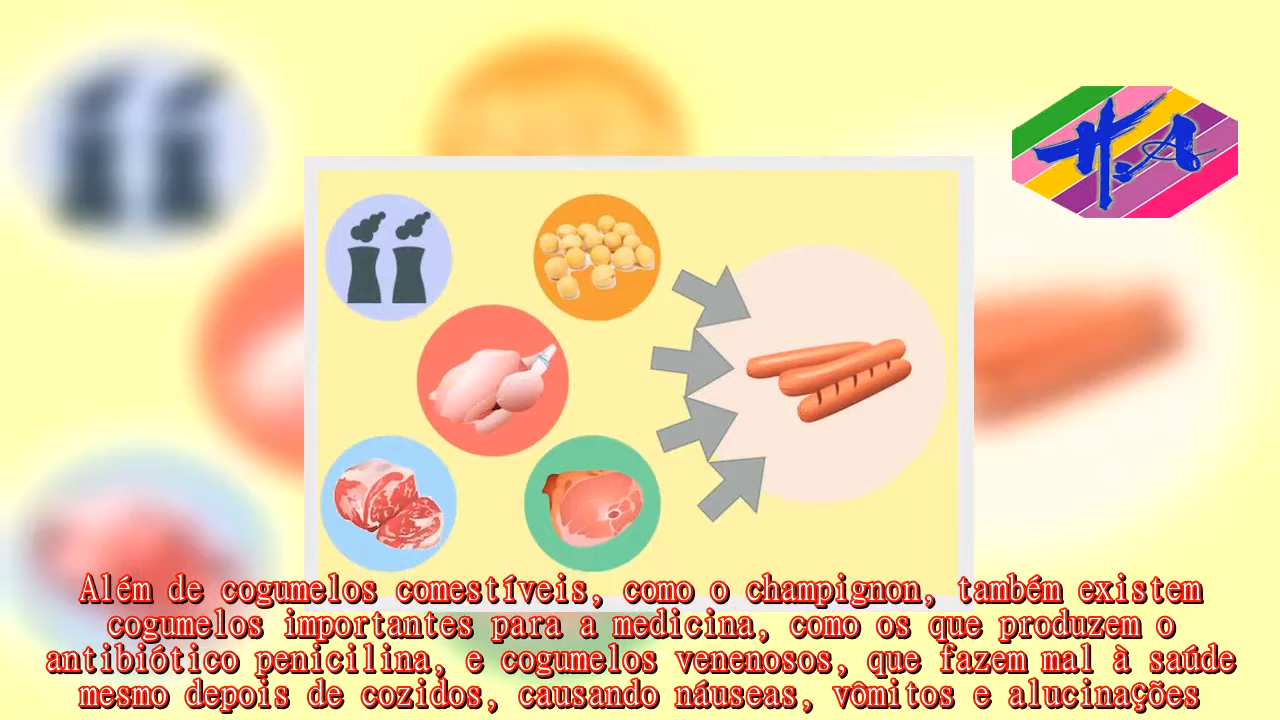 H.A
Além de cogumelos comestíveis, como o champignon, também existem
cogumelos importantes para a medicina, como os que produzem o
antibiótico penicilina, e cogumelos venenosos, que fazem mal à saúde
mesmo depois de cozidos, causando náuseas, vômitos e alucinações